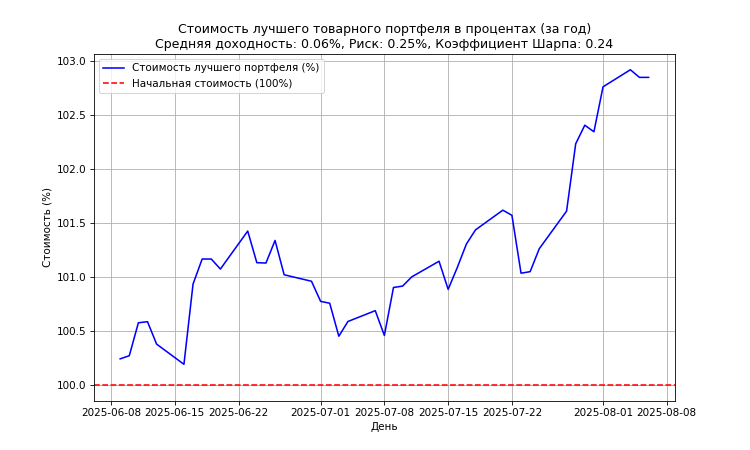 Стоимость лучшего товарного портфеля в процентах (за год)
Средняя доходность: 0.06%, Риск: 0.25%, Коэффициент Шарпа: 0.24
Стоимость лучшего портфеля (%)
Начальная стоимость (100%)
Стоимость (%)
103.0
102.5
102.0
101.5
101.0
100.5
100.0
2025-06-08 2025-06-15 2025-06-22 2025-07-01 2025-07-08 2025-07-15 2025-07-22 2025-08-01 2025-08-08
День